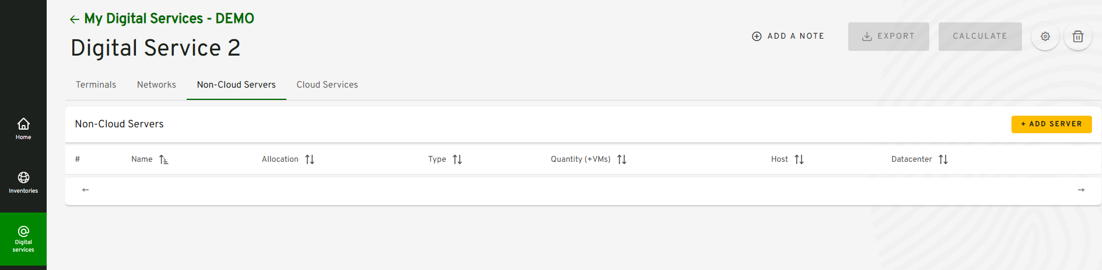 ← My Digital Services - DEMO
Digital Service 2
ADD A NOTE
EXPORT
CALCULATE
Terminals
Networks
Non-Cloud Servers
Cloud Services
Home
Inventories
Digital
services
Non-Cloud Servers
+ ADD SERVER
# Name Allocation Type Quantity (+VMs) Host Datacenter
← →